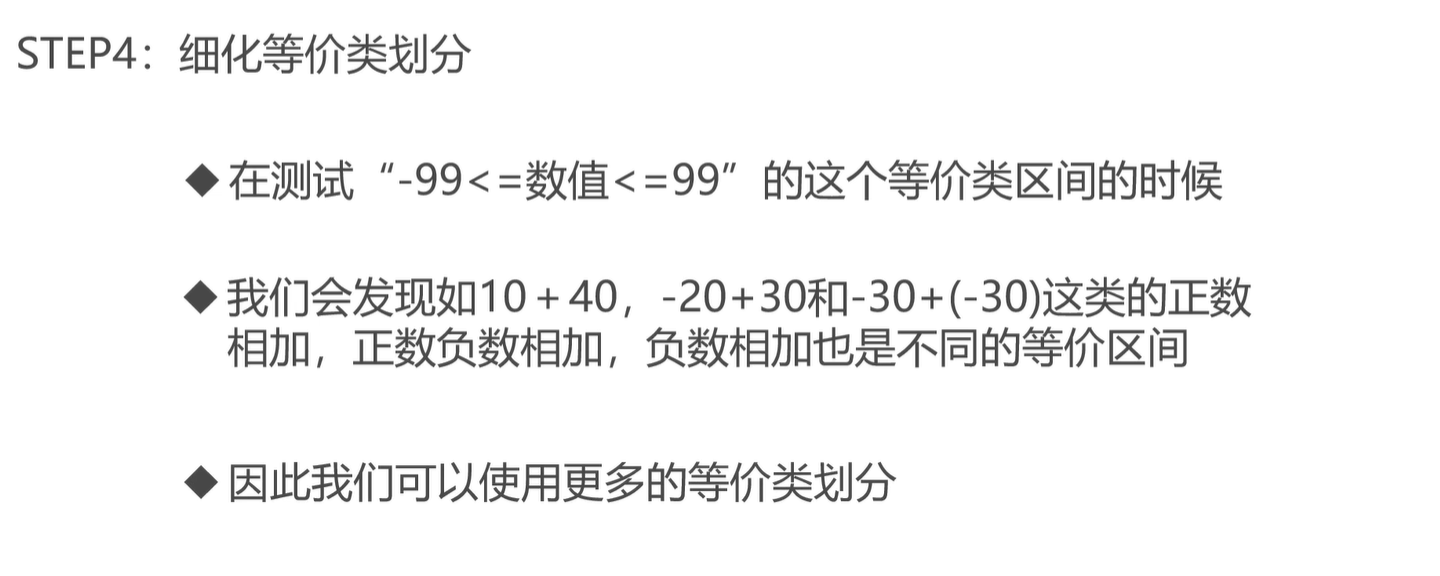 STEP4：细化等价类划分
◆ 在测试“-99<=数值<=99”的这个等价类区间的时候
◆ 我们会发现如10＋40，-20+30和-30+(-30)这类的正数
相加，正数负数相加，负数相加也是不同的等价区间
◆ 因此我们可以使用更多的等价类划分